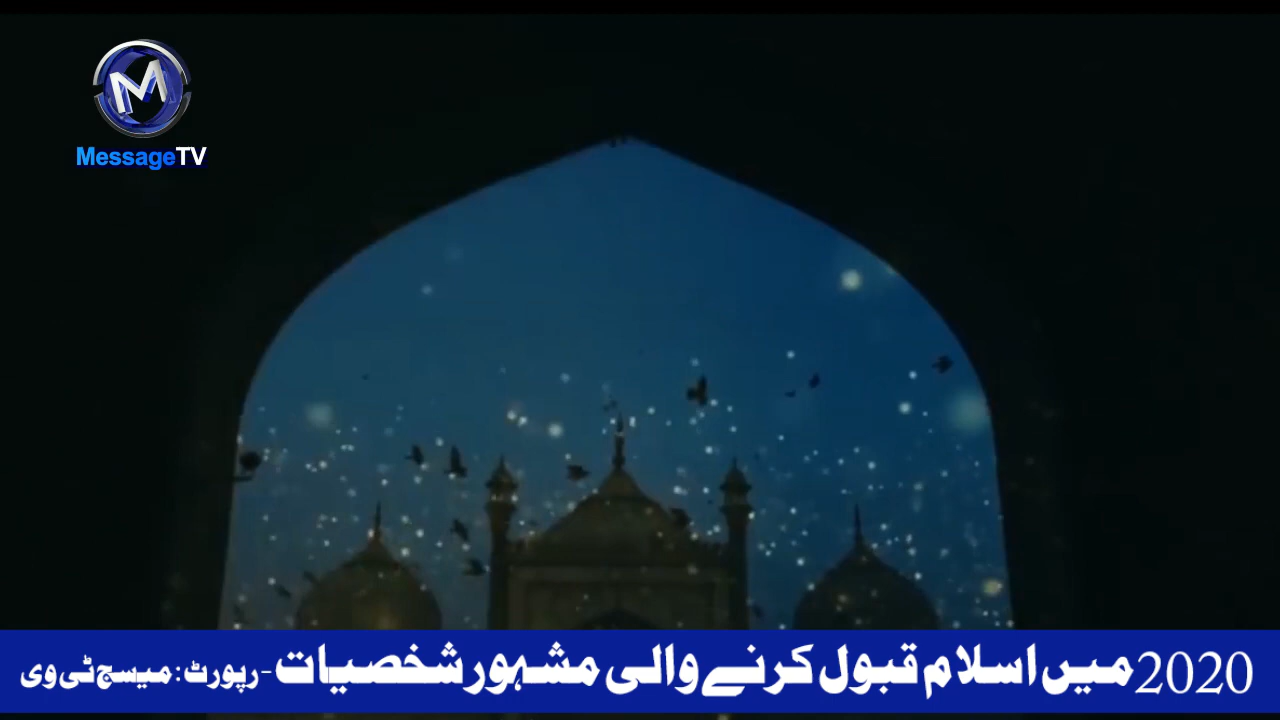 M
MessageTV
2020 میں اسلام قبول کرنے والی مشہور شخصیات - رپورٹ: میسج ٹی وی